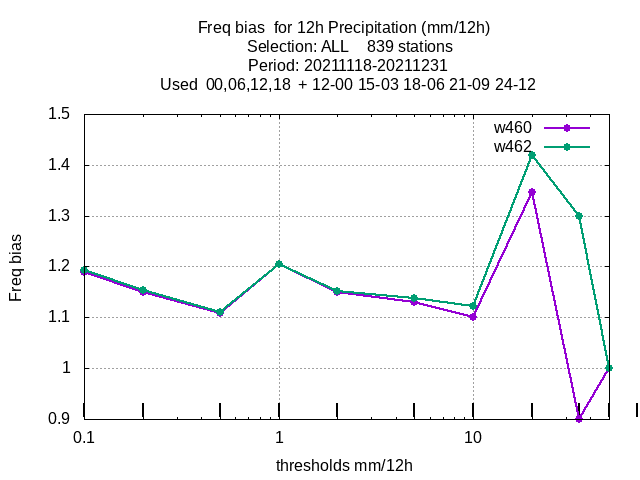 Freq bias  for 12h Precipitation (mm/12h)
Selection: ALL    839 stations
Period: 20211118-20211231
Used  00,06,12,18  + 12-00 15-03 18-06 21-09 24-12
1.5
1.4
1.3
1.2
1.1
1
0.9
Freq bias
w460
w462
0.1
1
10
thresholds mm/12h